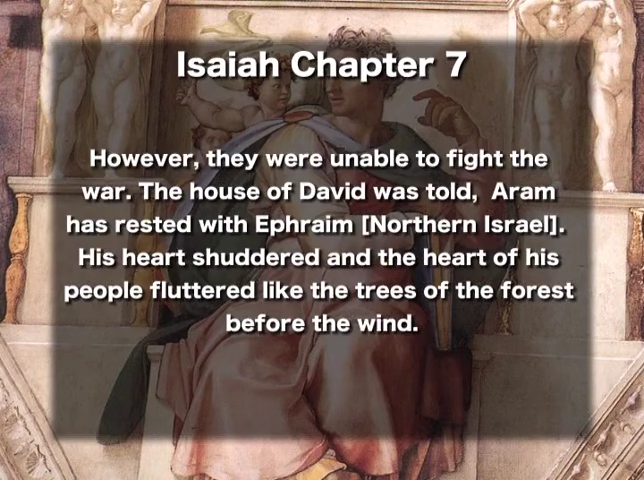 Isaiah Chapter 7
However, they were unable to fight the
war. The house of David was told,  Aram
has rested with Ephraim [Northern Israel].
His heart shuddered and the heart of his
people fluttered like the trees of the forest
before the wind.